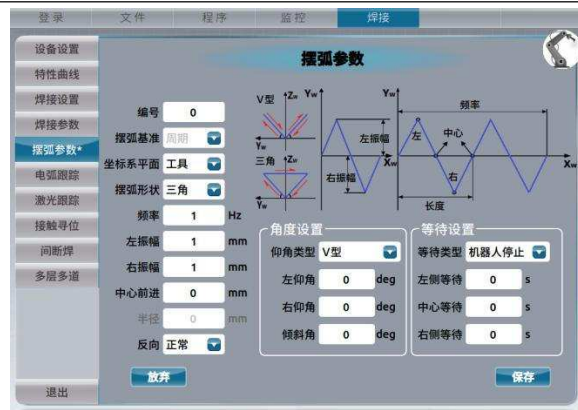 登录 文件 程序 监控 焊接
设备设置
特性曲线
焊接设置
焊接参数
摆弧参数*
电弧跟踪
激光跟踪
接触寻位
间断焊
多层多道
退出
摆弧参数
编号 0
摆弧基准 周期
坐标系平面 工具
摆弧形状 三角
频率 1 Hz
左振幅 1 mm
右振幅 1 mm
中心前进 0 mm
半径 0 mm
反向 正常
放弃
V型 Zw Yw
Yw
三角 Zw
Yw
左振幅
右振幅
Xw
Yw
频率
左 中心
右
长度
Xw
角度设置
仰角类型 V型
左仰角 0 deg
右仰角 0 deg
倾斜角 0 deg
等待设置
等待类型 机器人停止
左侧等待 0 s
中心等待 0 s
右侧等待 0 s
保存